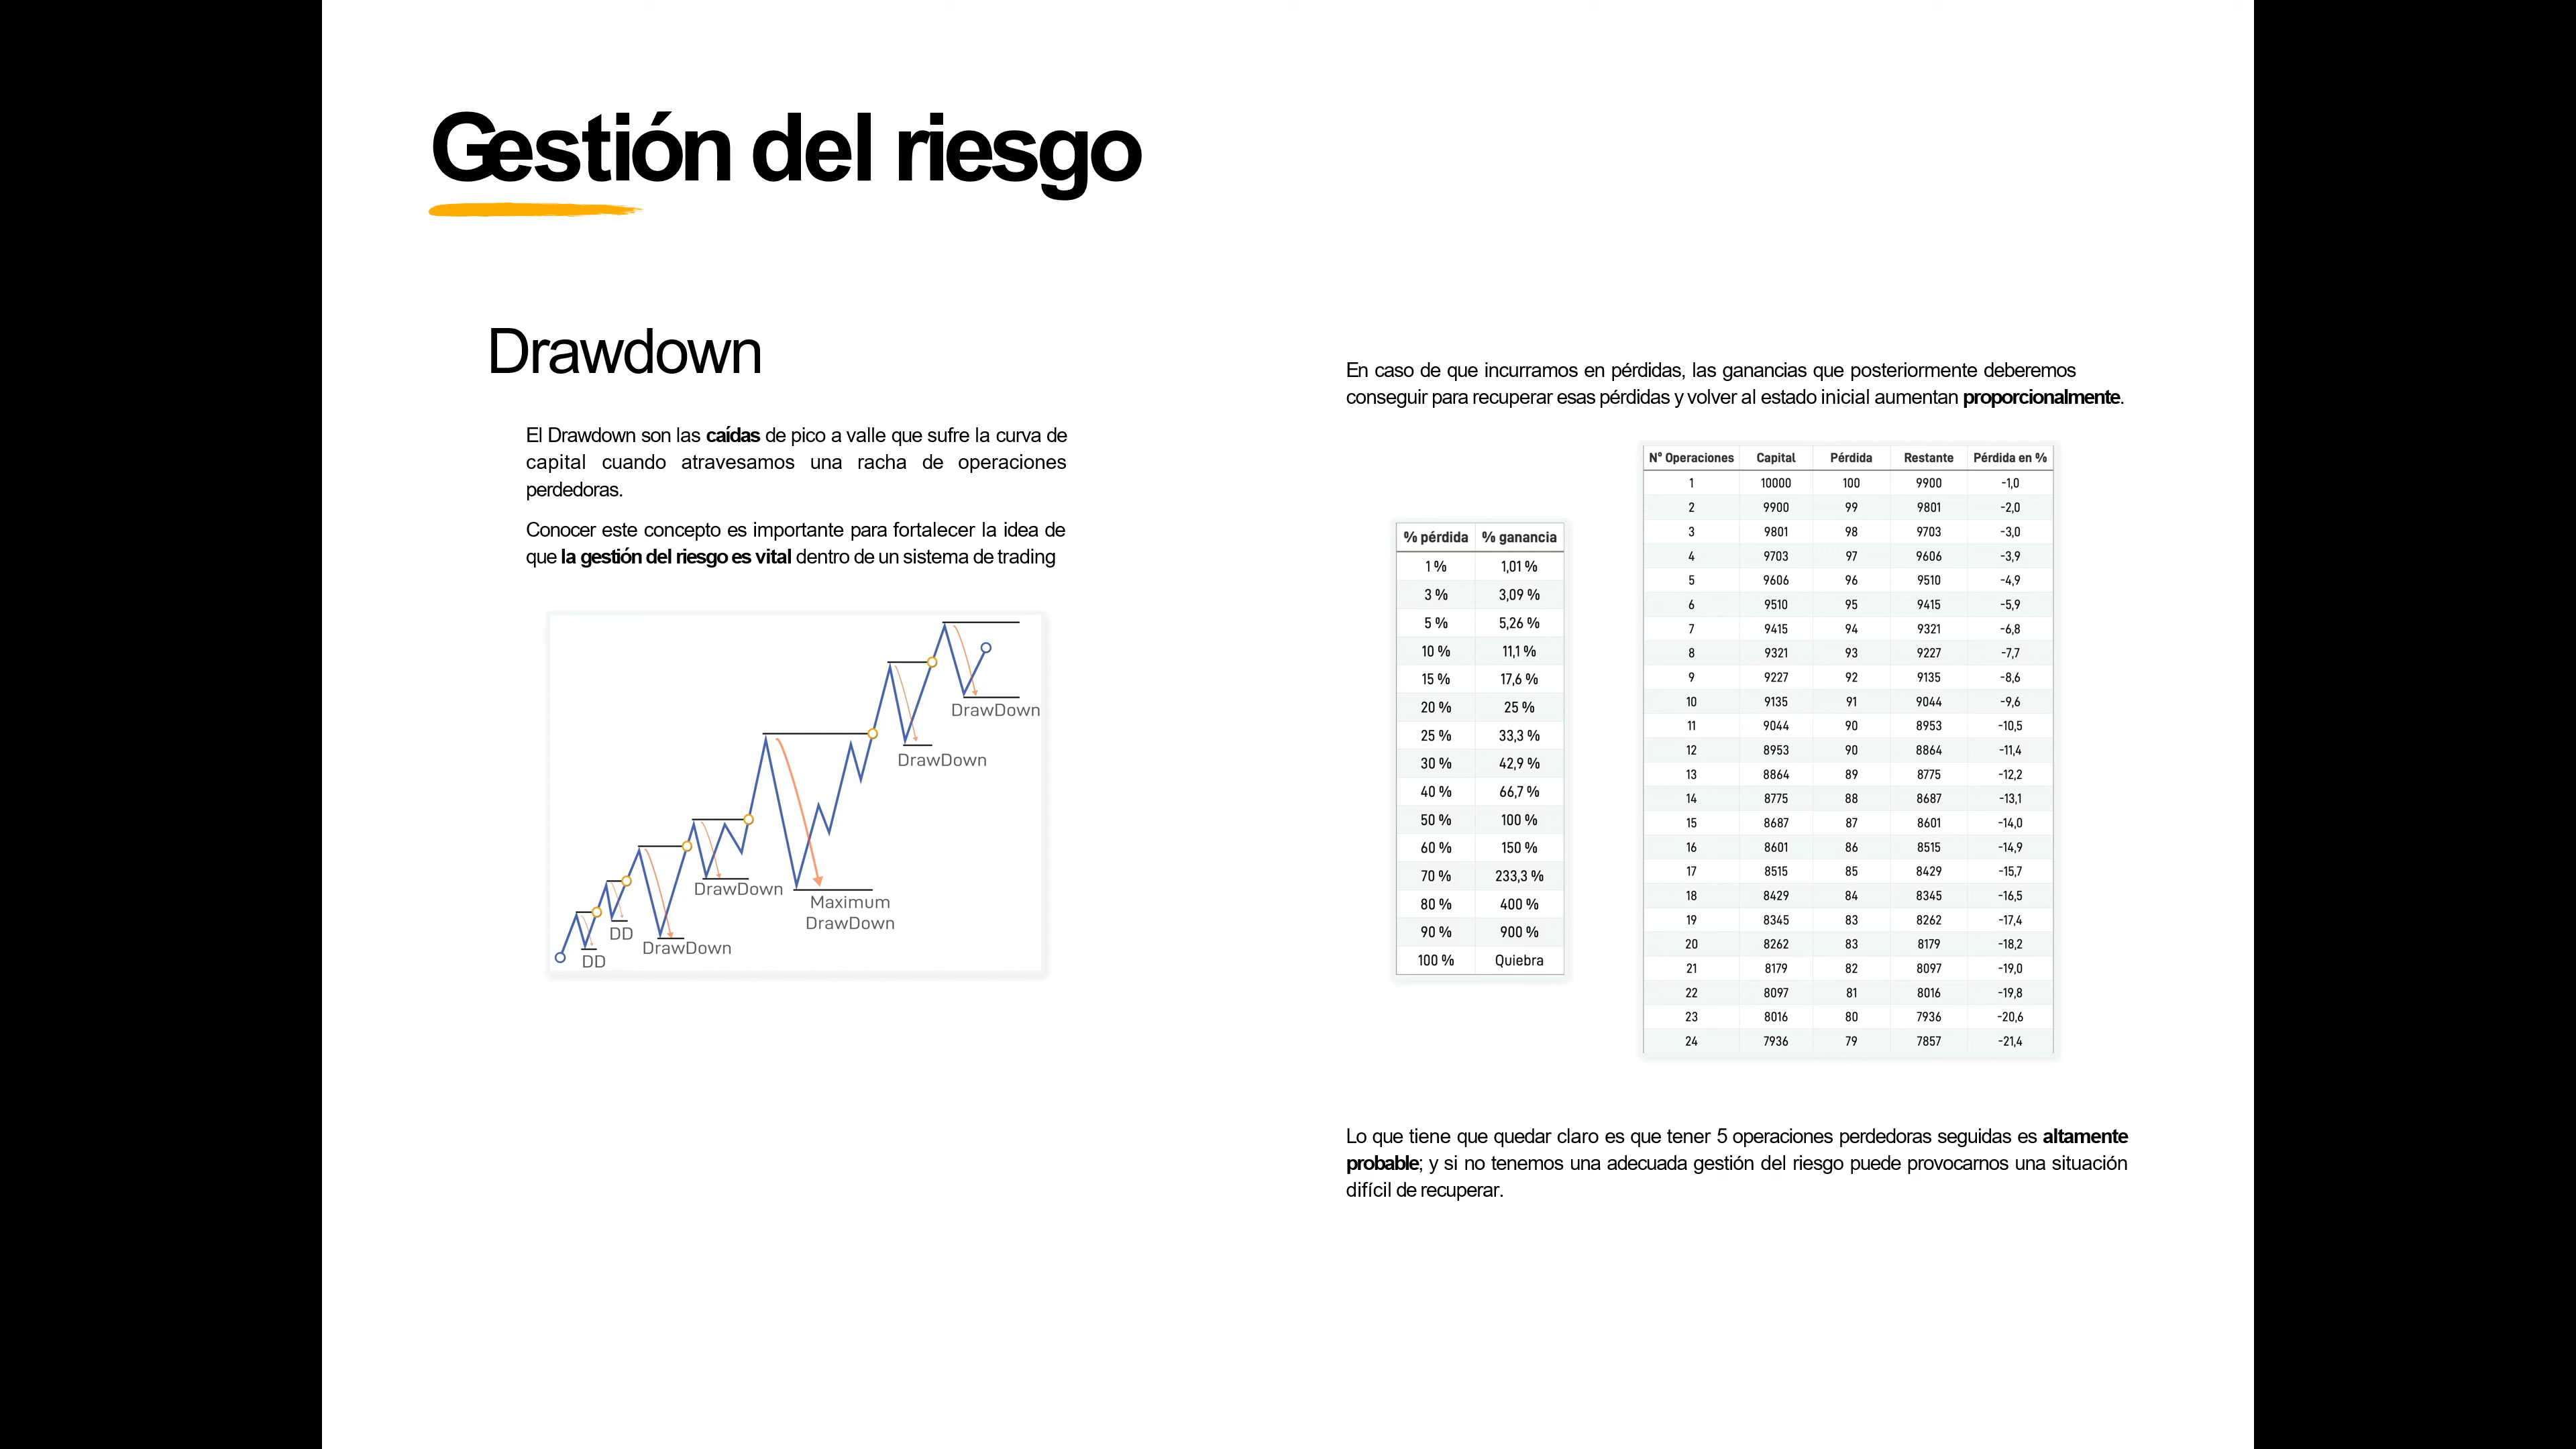 Gestión del riesgo
Drawdown
El Drawdown son las caídas de pico a valle que sufre la curva de
capital cuando atravesamos una racha de operaciones
perdedoras.
Conocer este concepto es importante para fortalecer la idea de
que la gestión del riesgo es vital dentro de un sistema de trading
DrawDown
DrawDown
DrawDown
Maximum
DrawDown
DD
DrawDown
DD
En caso de que incurramos en pérdidas, las ganancias que posteriormente deberemos
conseguir para recuperar esas pérdidas y volver al estado inicial aumentan proporcionalmente.
% pérdida % ganancia
1 % 1,01 %
3 % 3,09 %
5 % 5,26 %
10 % 11,1 %
15 % 17,6 %
20 % 25 %
25 % 33,3 %
30 % 42,9 %
40 % 66,7 %
50 % 100 %
60 % 150 %
70 % 233,3 %
80 % 400 %
90 % 900 %
100 % Quiebra
N° Operaciones Capital Pérdida Restante Pérdida en %
1 10000 100 9900 -1,0
2 9900 99 9801 -2,0
3 9801 98 9703 -3,0
4 9703 97 9606 -3,9
5 9606 96 9510 -4,9
6 9510 95 9415 -5,9
7 9415 94 9321 -6,8
8 9321 93 9227 -7,7
9 9227 92 9135 -8,6
10 9135 91 9044 -9,6
11 9044 90 8953 -10,5
12 8953 90 8864 -11,4
13 8864 89 8775 -12,2
14 8775 88 8687 -13,1
15 8687 87 8601 -14,0
16 8601 86 8515 -14,9
17 8515 85 8429 -15,7
18 8429 84 8345 -16,5
19 8345 83 8262 -17,4
20 8262 83 8179 -18,2
21 8179 82 8097 -19,0
22 8097 81 8016 -19,8
23 8016 80 7936 -20,6
24 7936 79 7857 -21,4
Lo que tiene que quedar claro es que tener 5 operaciones perdedoras seguidas es altamente
probable; y si no tenemos una adecuada gestión del riesgo puede provocarnos una situación
difícil de recuperar.